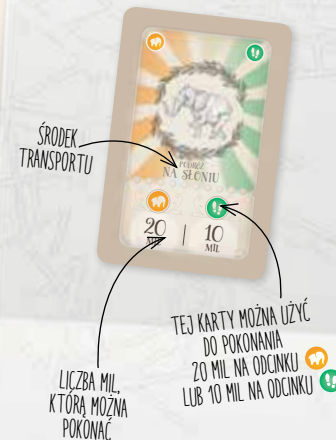 ŚRODEK
TRANSPORTU
PODRÓŻ
NA SŁONIU
20 | 10
MIL MIL
TEJ KARTY MOŻNA UŻYĆ
DO POKONANIA
20 MIL NA ODCINKU
LUB 10 MIL NA ODCINKU
LICZBA MIL,
KTÓRĄ MOŻNA
POKONAĆ